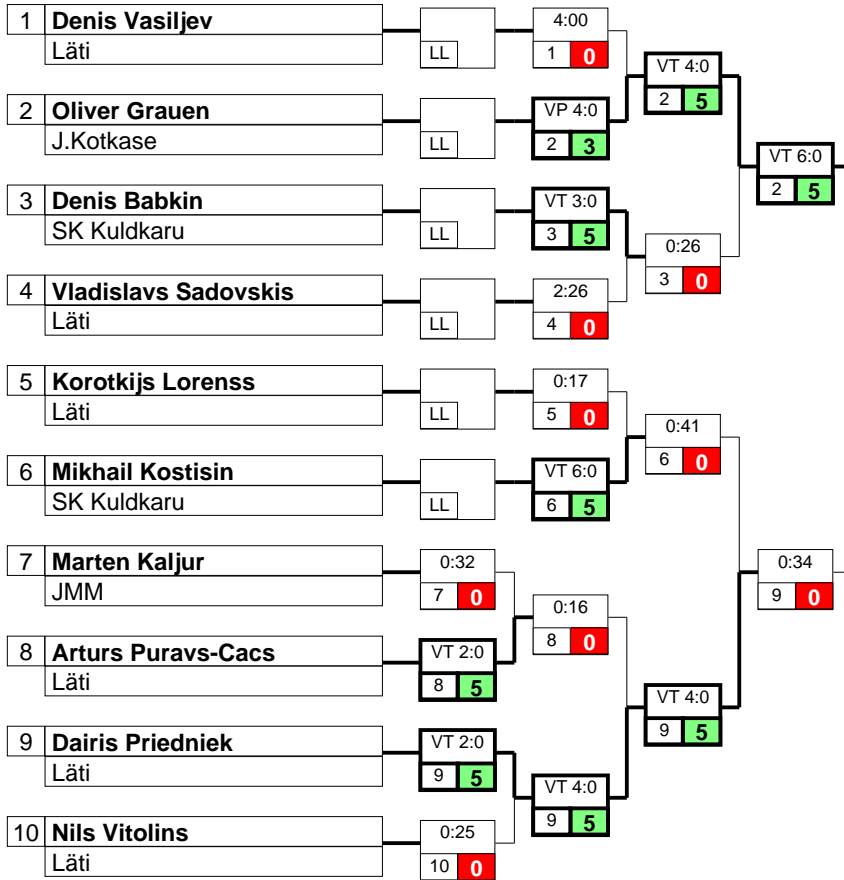 1 Denis Vasiljev
Läti
LL
4:00
1 0
VT 4:0
2 5
2 Oliver Grauen
J.Kotkase
LL
VP 4:0
2 3
VT 6:0
2 5
3 Denis Babkin
SK Kuldkaru
LL
VT 3:0
3 5
0:26
3 0
4 Vladislavs Sadovskis
Läti
LL
2:26
4 0
5 Korotkijs Lorenss
Läti
LL
0:17
5 0
0:41
6 0
6 Mikhail Kostisin
SK Kuldkaru
LL
VT 6:0
6 5
7 Marten Kaljur
JMM
0:32
7 0
0:34
9 0
0:16
8 0
8 Arturs Puravs-Cacs
Läti
VT 2:0
8 5
VT 4:0
9 5
9 Dairis Priedniek
Läti
VT 2:0
9 5
VT 4:0
9 5
10 Nils Vitolins
Läti
0:25
10 0